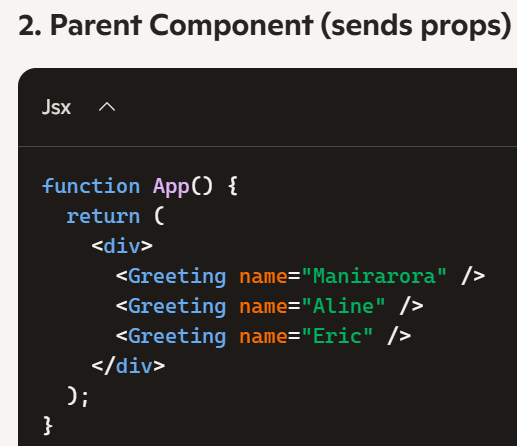 2. Parent Component (sends props)
Jsx
function App() {
  return (
    <div>
      <Greeting name="Manirarora" />
      <Greeting name="Aline" />
      <Greeting name="Eric" />
    </div>
  );
}